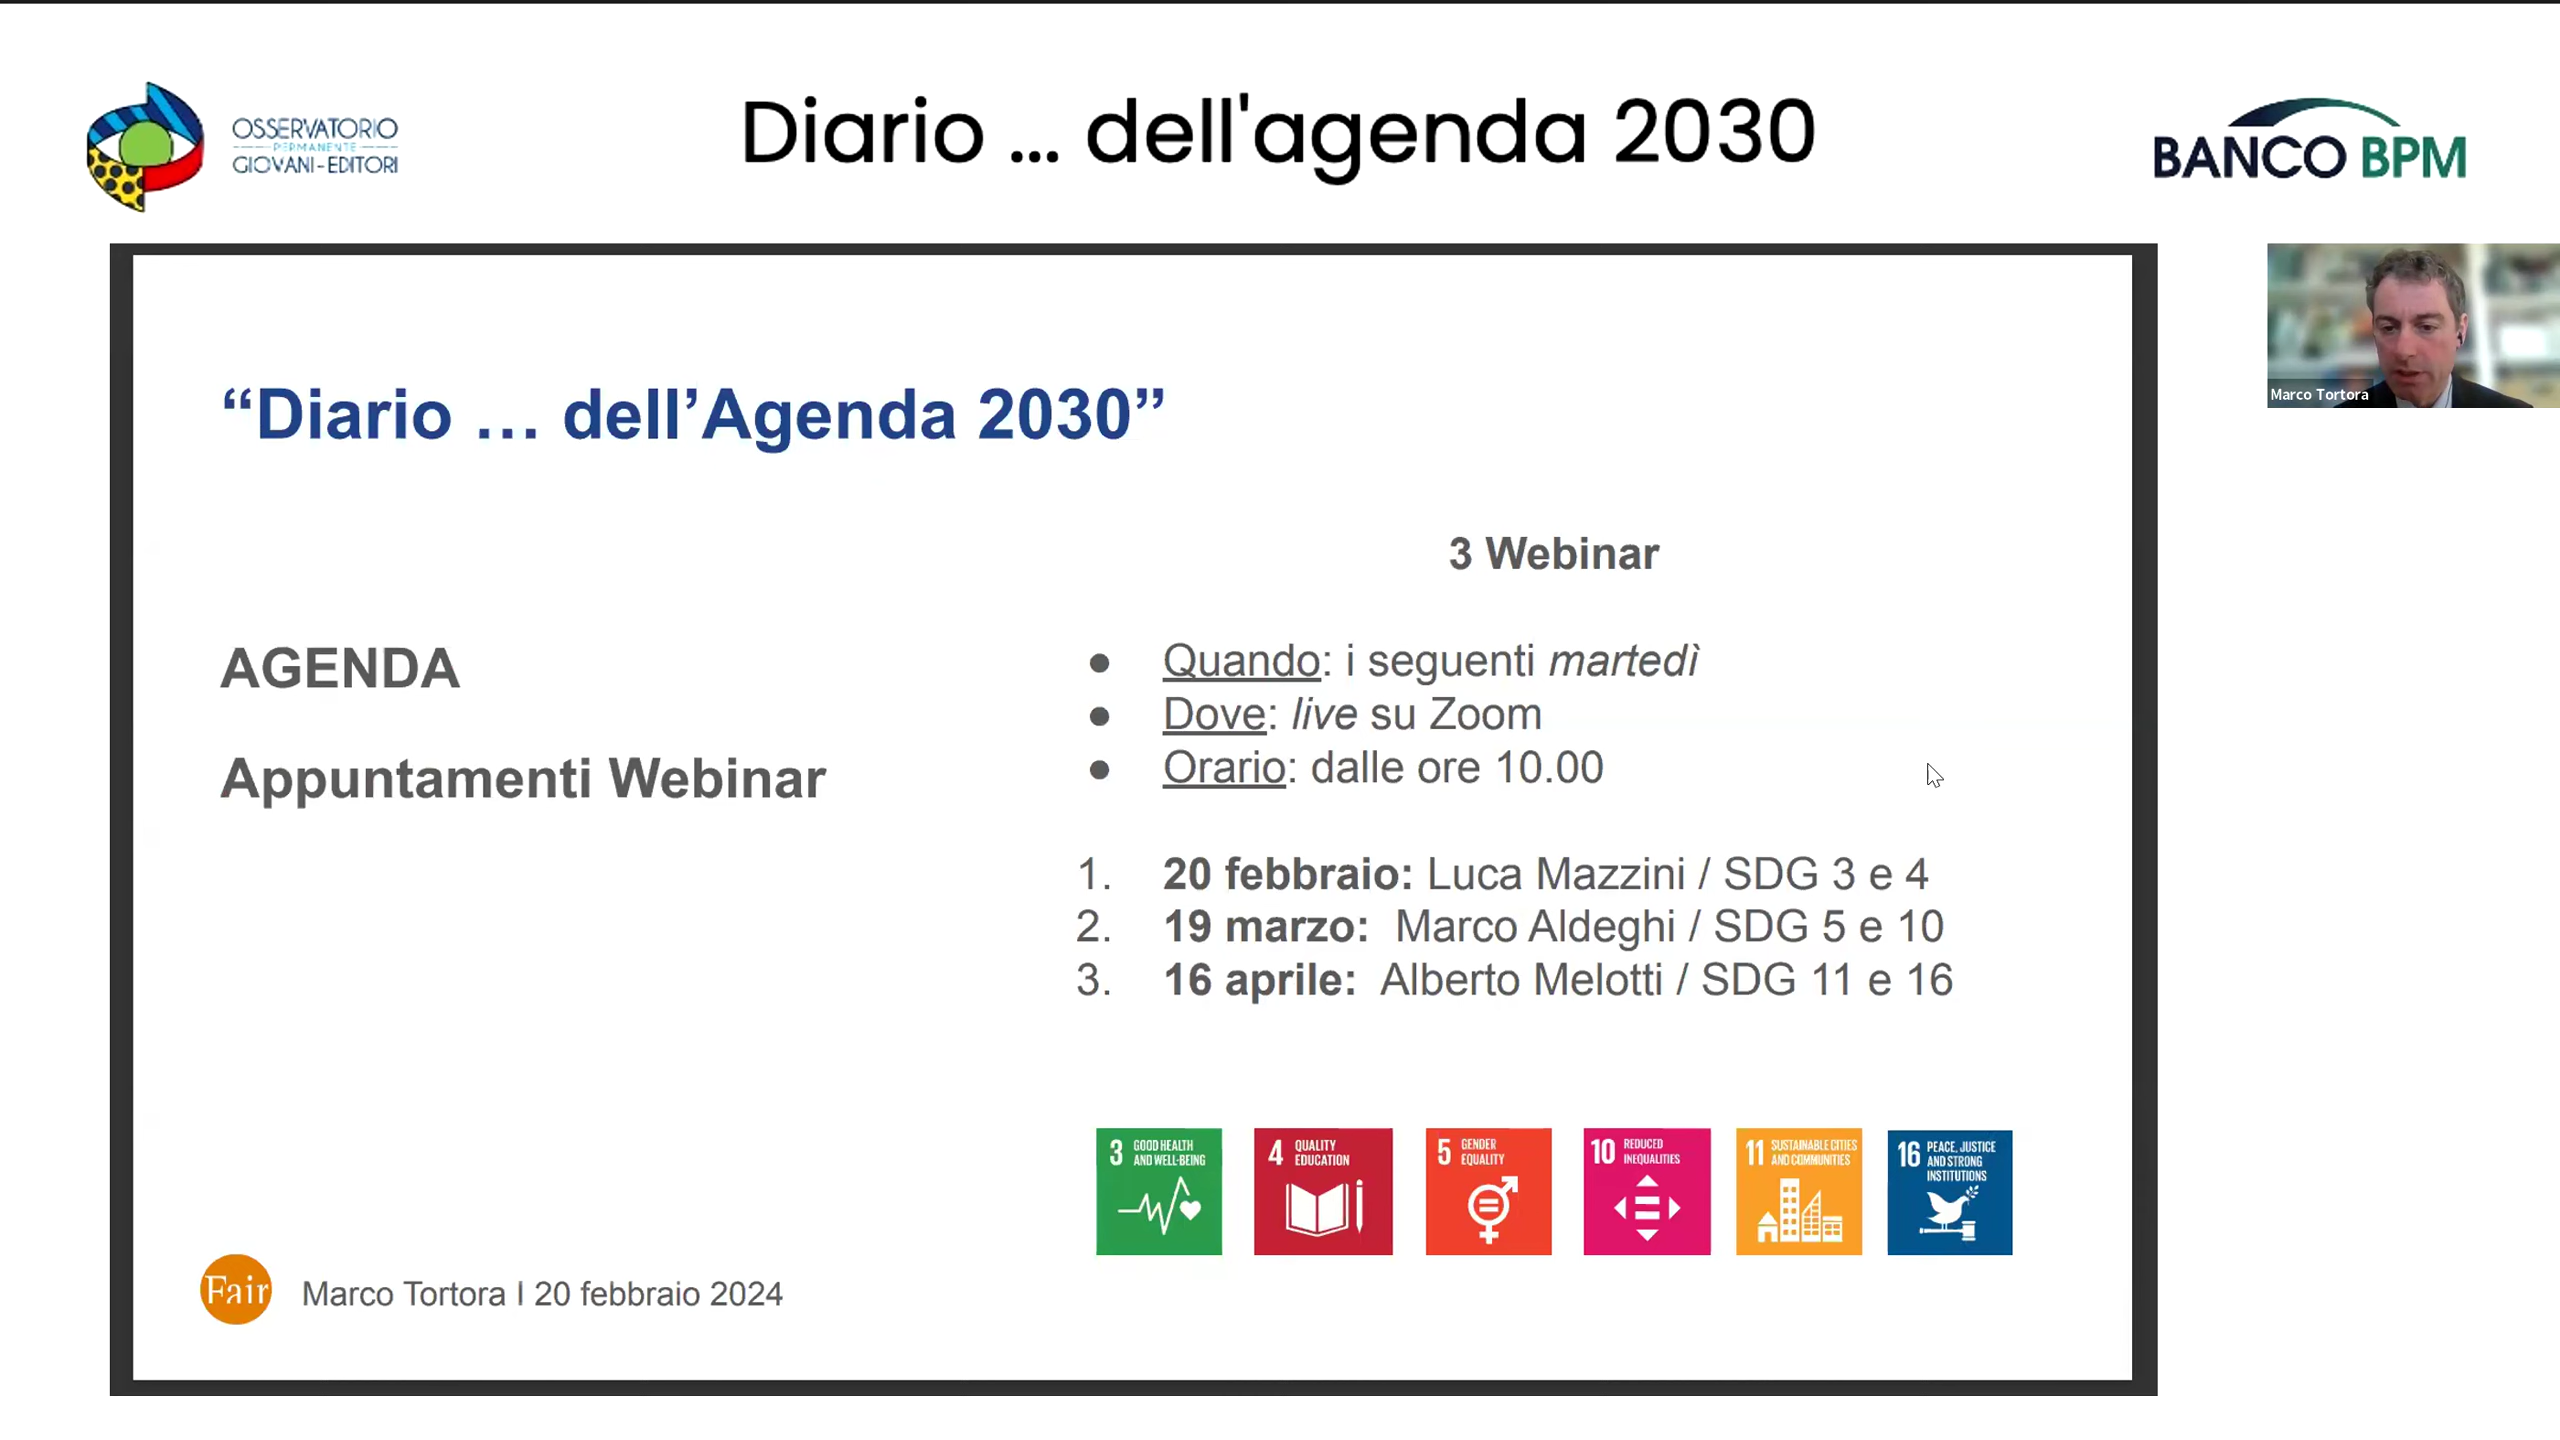 OSSERVATORIO
PERMANENTE
GIOVANI-EDITORI
Diario ... dell'agenda 2030
BANCO BPM
Marco Tortora
“Diario … dell’Agenda 2030”
3 Webinar
AGENDA
Appuntamenti Webinar
● Quando: i seguenti martedì
● Dove: live su Zoom
● Orario: dalle ore 10.00
1. 20 febbraio: Luca Mazzini / SDG 3 e 4
2. 19 marzo: Marco Aldeghi / SDG 5 e 10
3. 16 aprile: Alberto Melotti / SDG 11 e 16
3 GOOD HEALTH
AND WELL-BEING
4 QUALITY
EDUCATION
5 GENDER
EQUALITY
10 REDUCED
INEQUALITIES
11 SUSTAINABLE CITIES
AND COMMUNITIES
16 PEACE, JUSTICE
AND STRONG
INSTITUTIONS
Fair
Marco Tortora I 20 febbraio 2024